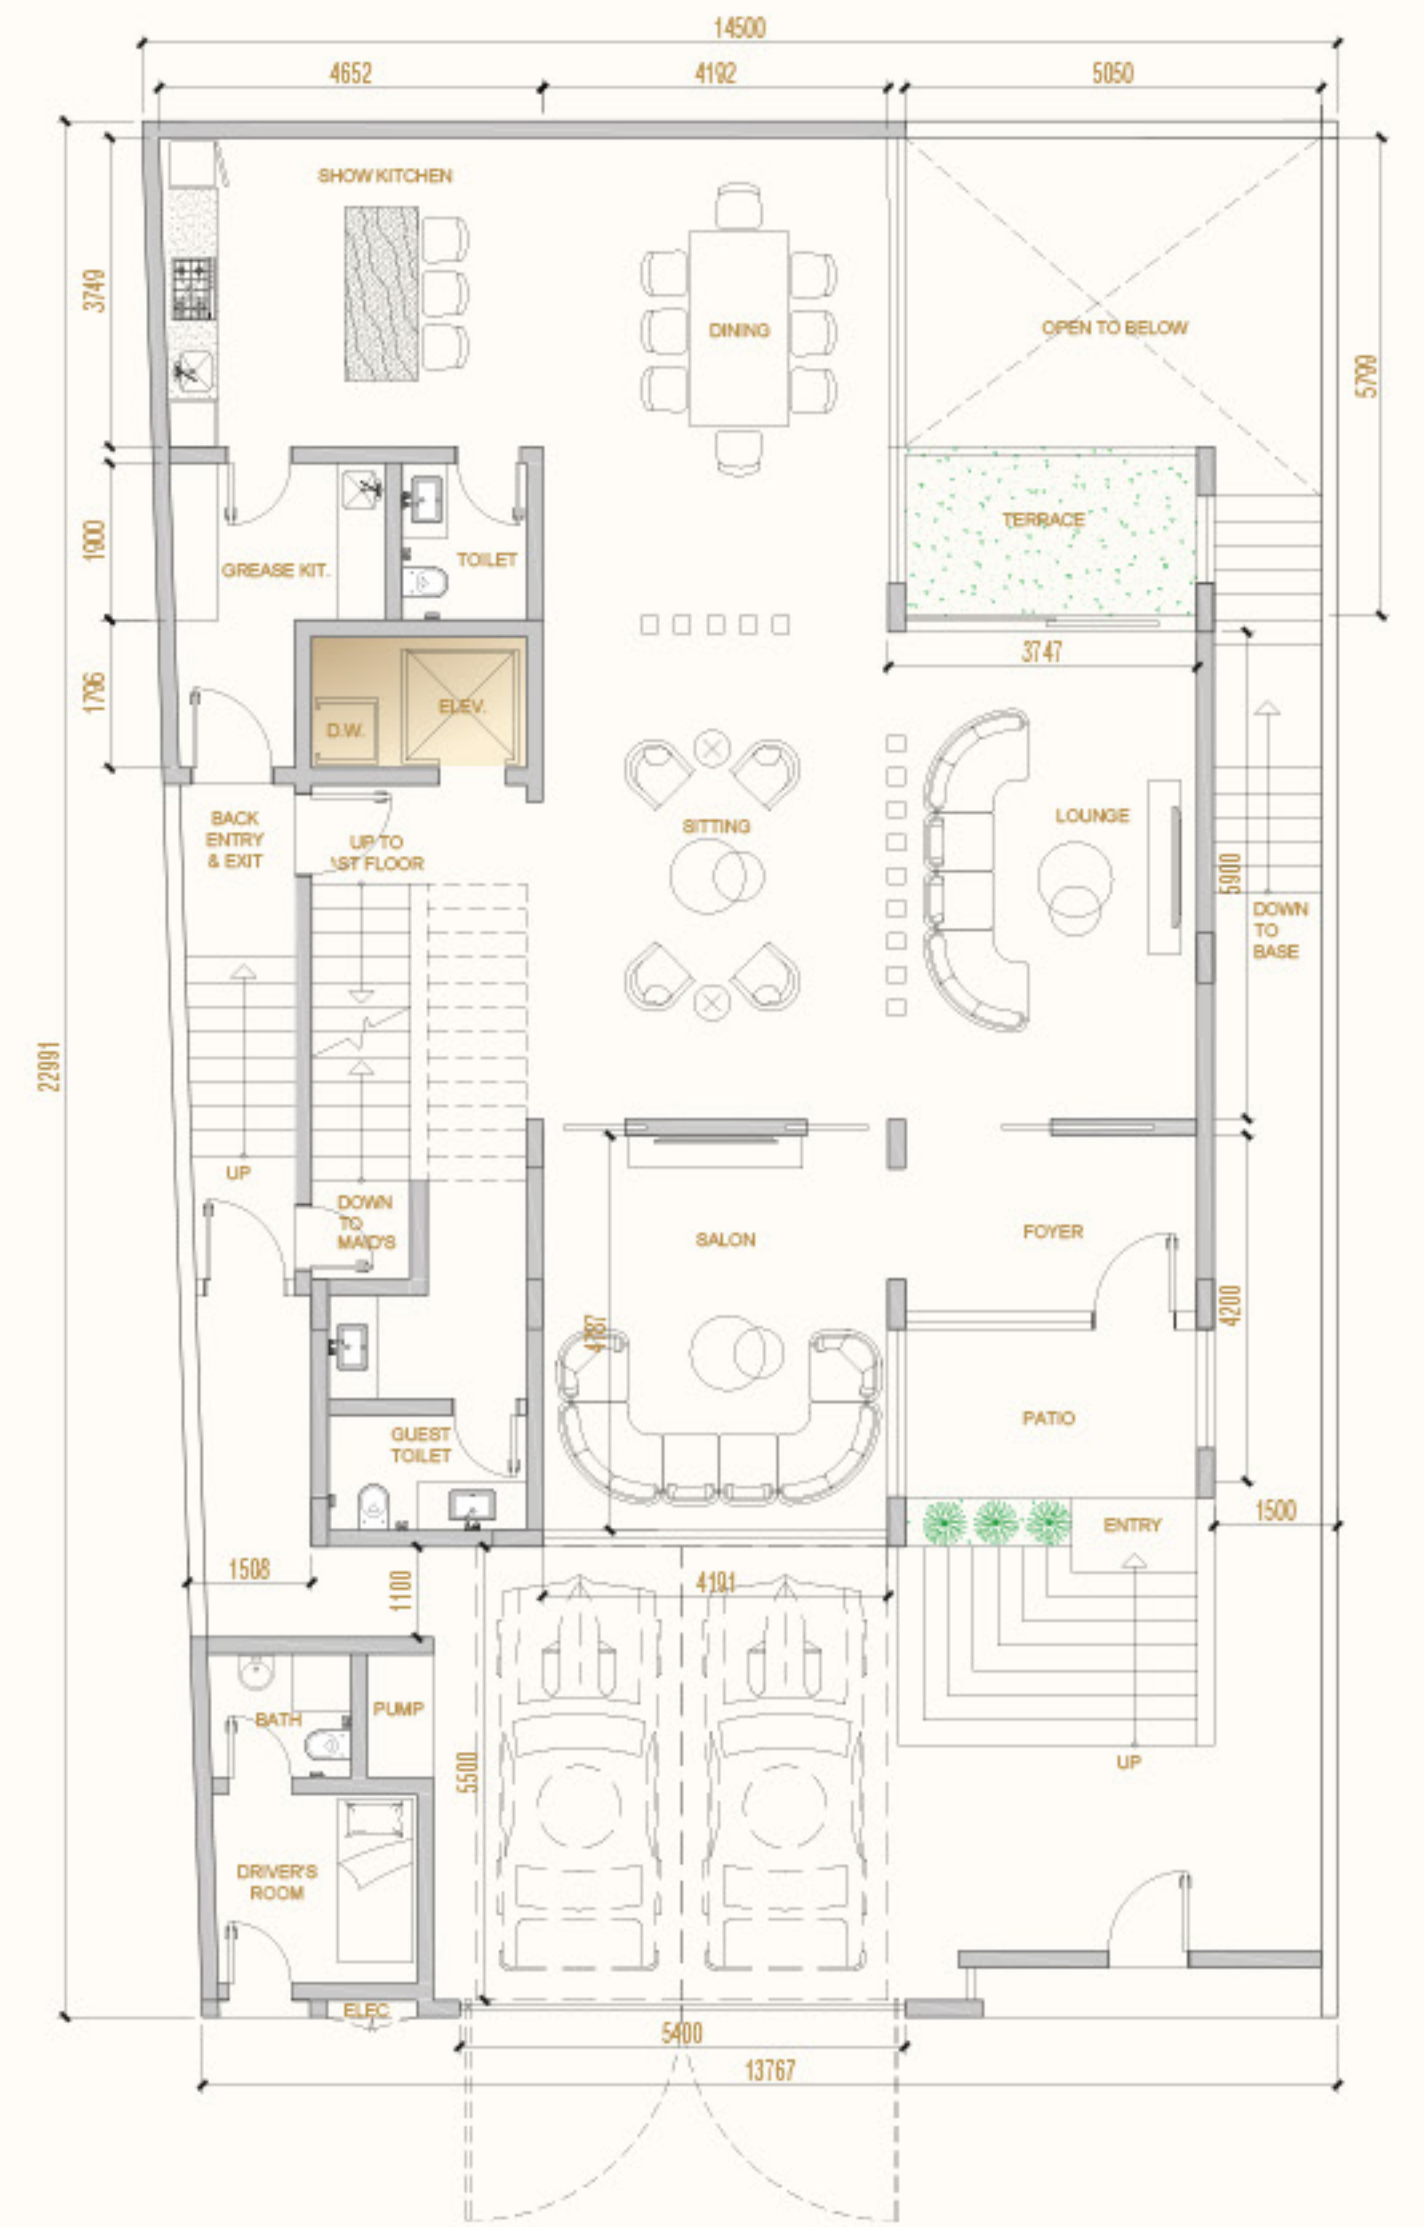 14500
4652
4192
5050
SHOW KITCHEN
3749
DINING
OPEN TO BELOW
5799
TERRACE
1900
GREASE KIT.
TOILET
3747
1796
D.W.
ELEV.
BACK
ENTRY
& EXIT
UP TO
1ST FLOOR
SITTING
LOUNGE
5900
DOWN
TO
BASE
22991
UP
DOWN
TO
MAID'S
SALON
FOYER
4200
4787
PATIO
GUEST
TOILET
ENTRY
1500
1508
1100
4191
BATH
PUMP
5500
UP
DRIVER'S
ROOM
ELEC
5400
13767